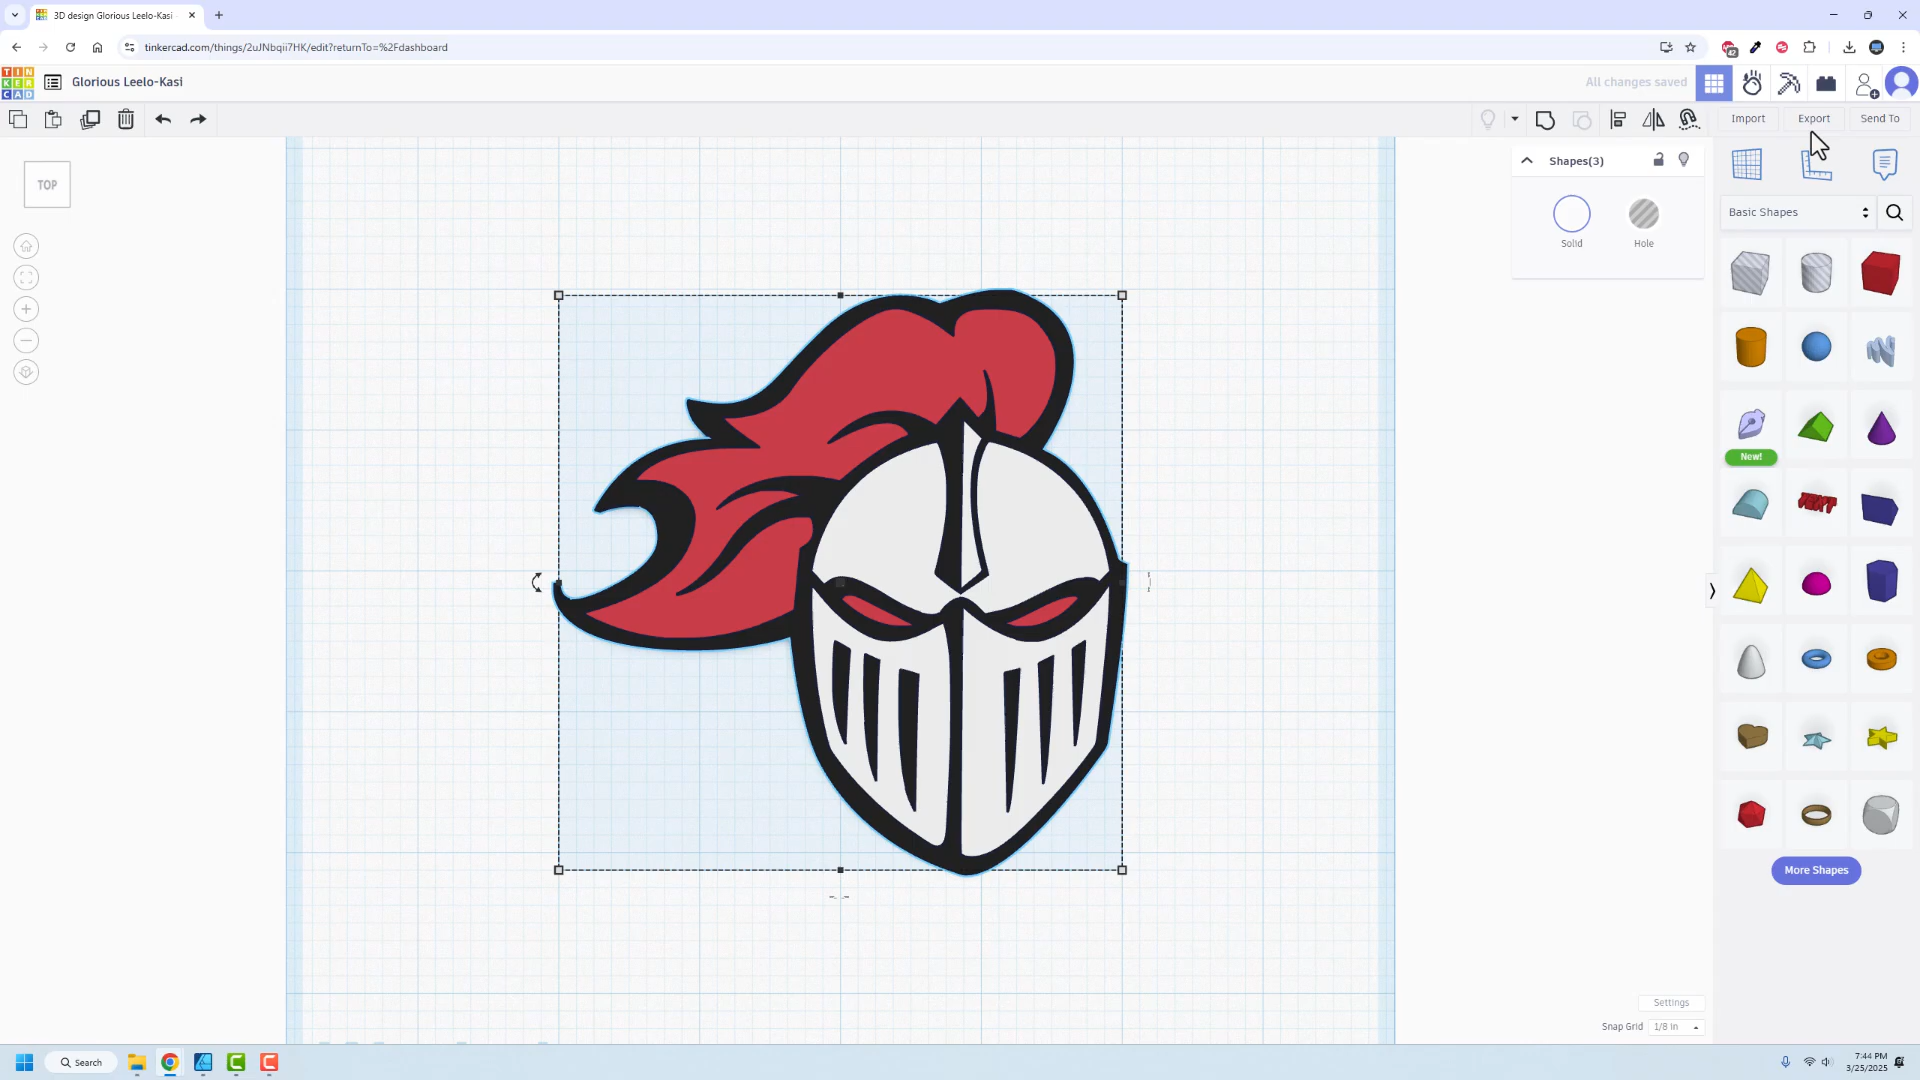 3D design Glorious Leelo-Kasi
tinkercad.com/things/2uJNbqii7HK/edit?returnTo=%2Fdashboard
42
TIN
KER
CAD
Glorious Leelo-Kasi
All changes saved
Import
Export
Send To
TOP
Shapes(3)
Solid
Hole
Basic Shapes
New!
TEXT
More Shapes
Settings
Snap Grid
1/8 in
Search
7:44 PM
3/25/2025